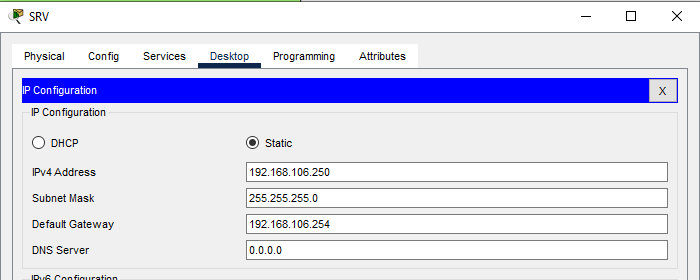 SRV
Physical Config Services Desktop Programming Attributes
IP Configuration X
IP Configuration
DHCP Static
IPv4 Address 192.168.106.250
Subnet Mask 255.255.255.0
Default Gateway 192.168.106.254
DNS Server 0.0.0.0
IPv6 Configuration